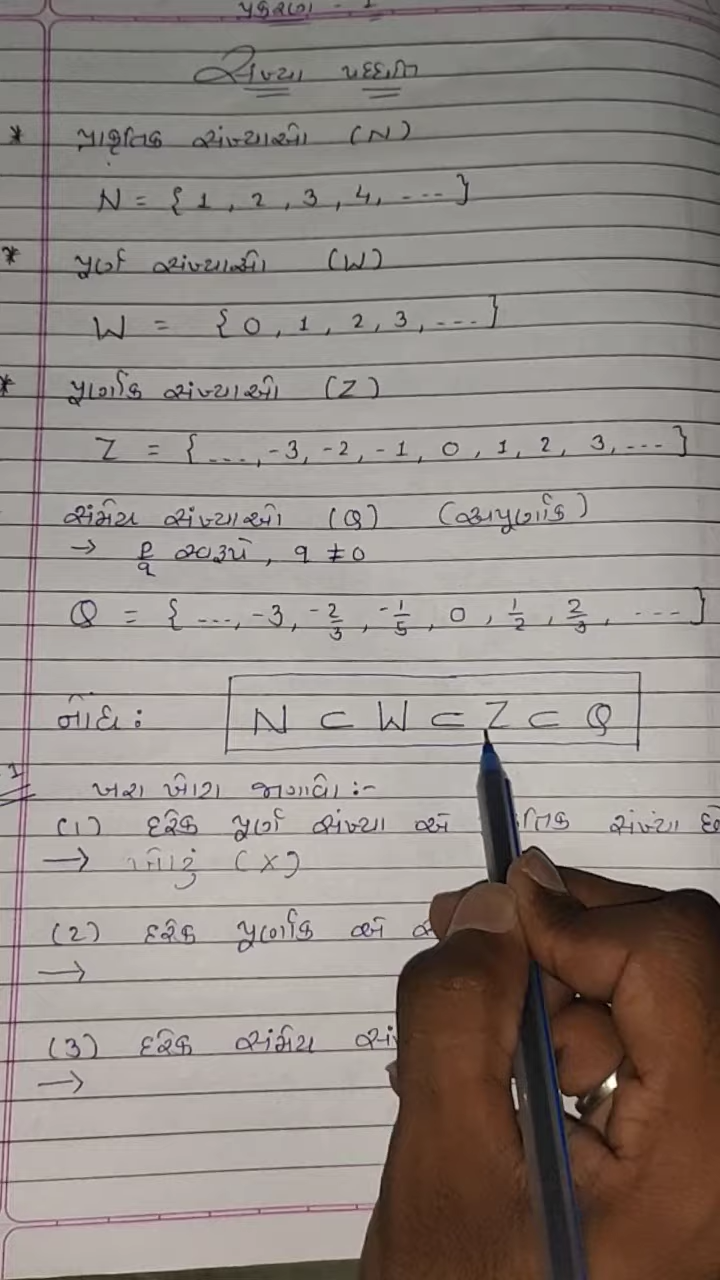 પ્રકરણ - 1
સંખ્યા પદ્ધતિ
* પ્રાકૃતિક સંખ્યાઓ (N)
N = { 1, 2, 3, 4, --- }
* પૂર્ણ સંખ્યાઓ (W)
W = { 0, 1, 2, 3, --- }
* પૂર્ણાંક સંખ્યાઓ (Z)
Z = { ---, -3, -2, -1, 0, 1, 2, 3, --- }
સંમેય સંખ્યાઓ (Q) (અપૂર્ણાંક)
→ p/q સ્વરૂપે, q ≠ 0
Q = { ---, -3, -2/3, -1/5, 0, 1/2, 2/3, --- }
નોંધ: N ⊂ W ⊂ Z ⊂ Q
1 ખરા ખોટા જણાવો :-
(1) દરેક પૂર્ણ સંખ્યા એ સંખ્યા
→ ખોટું (X)
(2) દરેક પૂર્ણાંક એ
→
(3) દરેક સંમેય
→